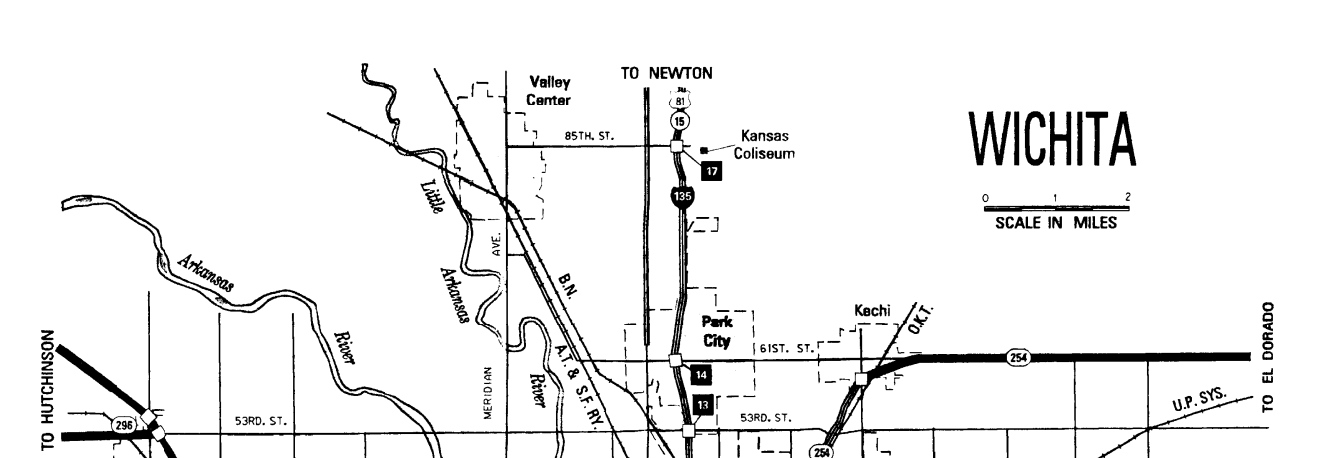 TO NEWTON
Valley
Center
81
15
85TH. ST.
Kansas
Coliseum
17
WICHITA
0 1 2
SCALE IN MILES
135
Little
Arkansas
River
AVE.
MERIDIAN
Arkansas
River
B.N.
A.T. & S.F. RY.
Park
City
61ST. ST.
14
13
Kechi
O.K.T.
254
TO EL DORADO
TO HUTCHINSON
296
53RD. ST.
53RD. ST.
254
U.P. SYS.